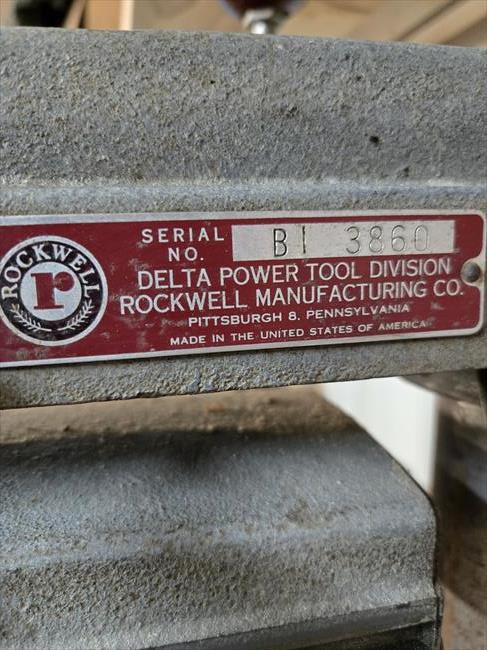 ROCKWELL
r
SERIAL NO. BI 3860
DELTA POWER TOOL DIVISION
ROCKWELL MANUFACTURING CO.
PITTSBURGH 8, PENNSYLVANIA
MADE IN THE UNITED STATES OF AMERICA